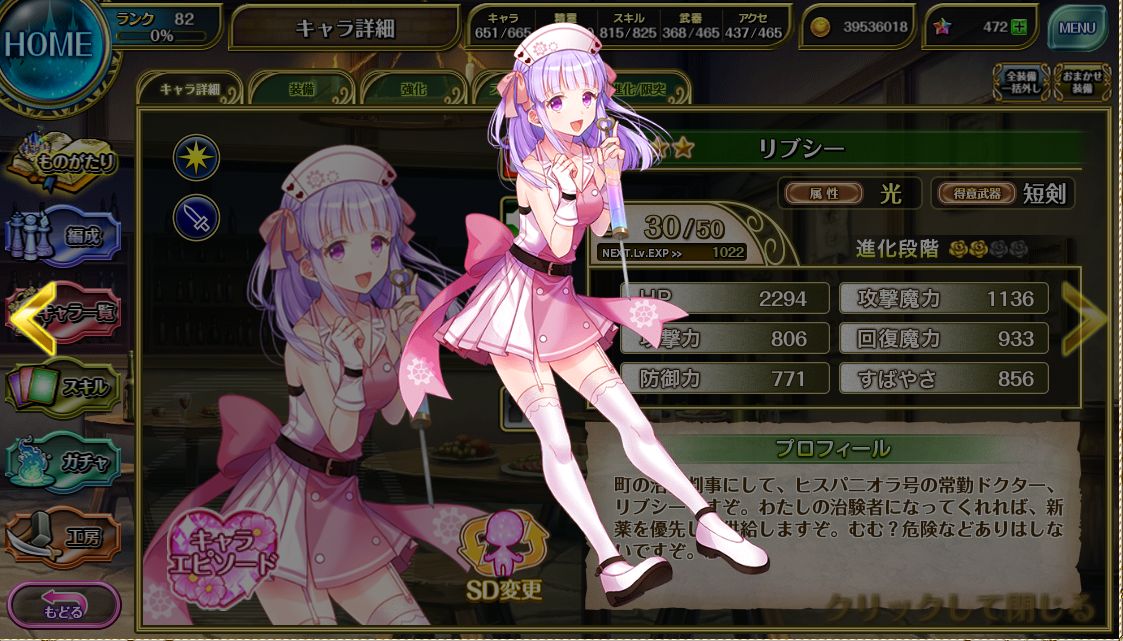 HOME
ランク 82
0%
キャラ詳細
キャラ
スキル
武器
アクセ
651/665
815/825
368/465
437/465
39536018
472
MENU
キャラ詳細
装備
強化
進化/限突
全装備
一括外し
おまかせ
装備
ものがたり
編成
キャラ一覧
スキル
ガチャ
工房
もどる
リブシー
属性 光
得意武器 短剣
30/50
NEXT.Lv.EXP >> 1022
進化段階
HP 2294
攻撃魔力 1136
攻撃力 806
回復魔力 933
防御力 771
すばやさ 856
プロフィール
町の治
判事にして、ヒスパニオラ号の常勤ドクター、
リブシー
すぞ。わたしの治験者になってくれれば、新
薬を優先し
供給しますぞ。むむ?危険などありはしな
いですぞ。
キャラ
エピソード
SD変更
クリックして閉じる